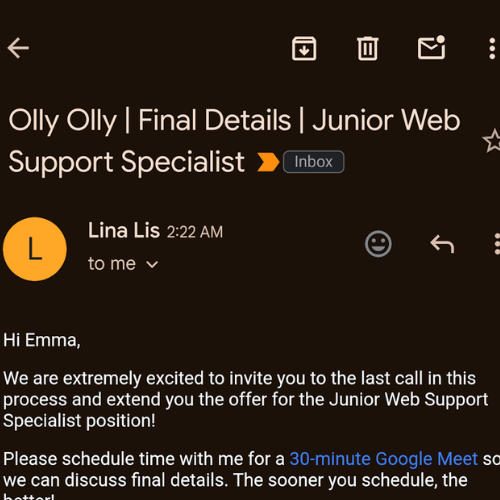 Olly Olly | Final Details | Junior Web
Support Specialist Inbox
L
Lina Lis 2:22 AM
to me
Hi Emma,
We are extremely excited to invite you to the last call in this
process and extend you the offer for the Junior Web Support
Specialist position!
Please schedule time with me for a 30-minute Google Meet so
we can discuss final details. The sooner you schedule, the
better!